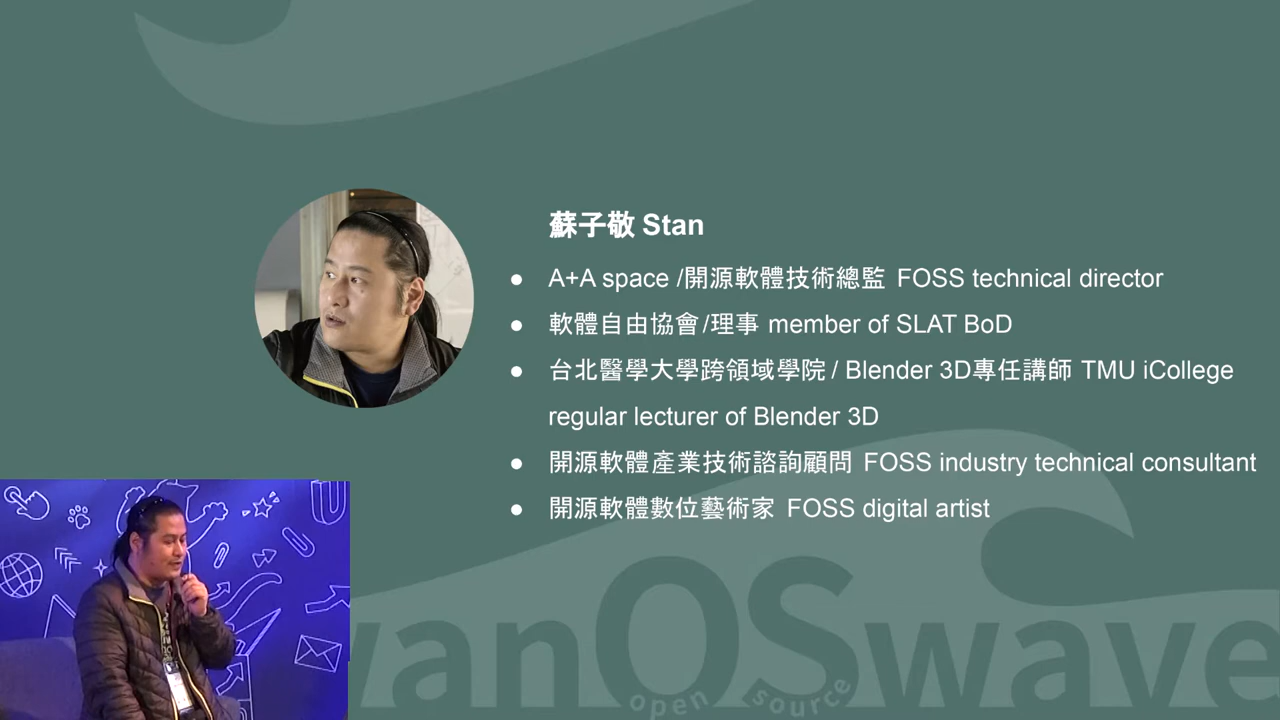 蘇子敬 Stan
A+A space /開源軟體技術總監 FOSS technical director
軟體自由協會/理事 member of SLAT BoD
台北醫學大學跨領域學院 / Blender 3D專任講師 TMU iCollege
regular lecturer of Blender 3D
開源軟體產業技術諮詢顧問 FOSS industry technical consultant
開源軟體數位藝術家 FOSS digital artist
wanOSwave
open source